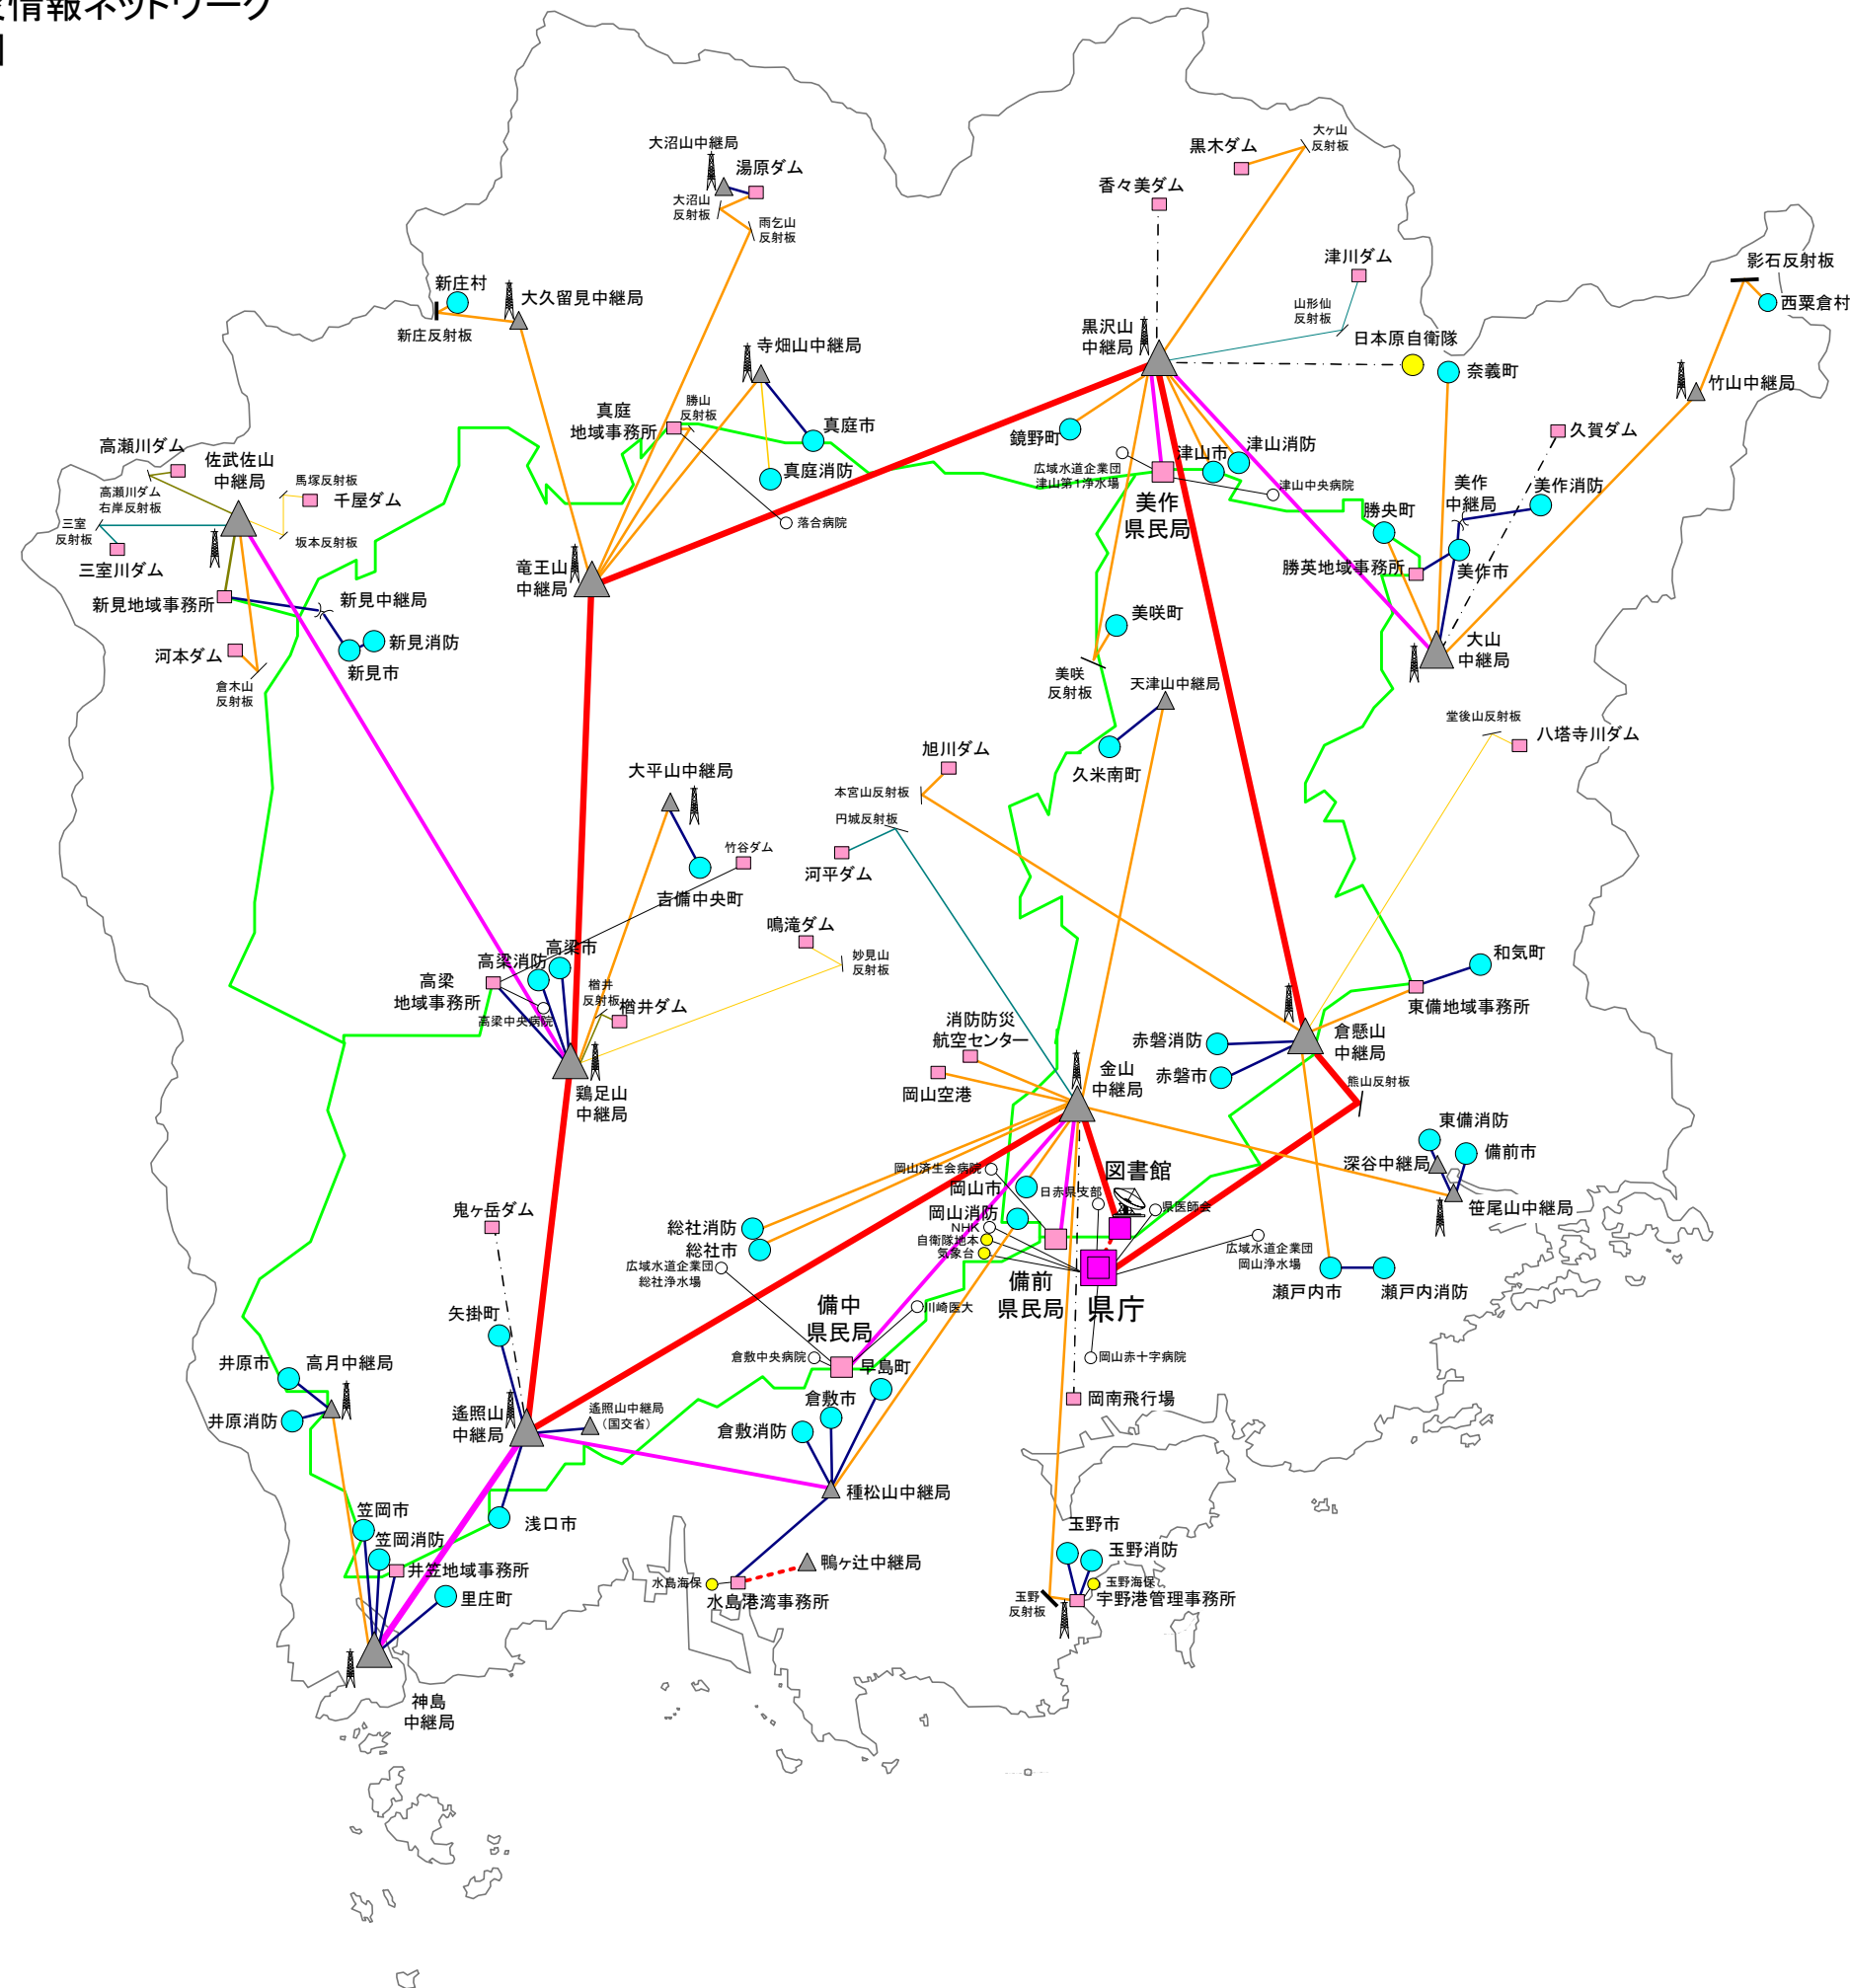 情報ネットワーク
大沼山中継局
湯原ダム
大沼山
反射板
雨乞山
反射板
黒木ダム
大ヶ山
反射板
香々美ダム
津川ダム
山形仙
反射板
日本原自衛隊
影石反射板
西粟倉村
新庄村
大久留見中継局
新庄反射板
黒沢山
中継局
奈義町
竹山中継局
寺畑山中継局
真庭
地域事務所
勝山
反射板
真庭市
真庭消防
落合病院
鏡野町
津山市
津山消防
広域水道企業団
津山第1浄水場
津山中央病院
美作
県民局
久賀ダム
美作
中継局
美作消防
勝央町
勝英地域事務所
美作市
大山
中継局
高瀬川ダム
佐武佐山
中継局
馬塚反射板
千屋ダム
高瀬川ダム
右岸反射板
三室
反射板
坂本反射板
三室川ダム
新見地域事務所
新見中継局
新見消防
新見市
河本ダム
倉木山
反射板
竜王山
中継局
美咲町
美咲
反射板
天津山中継局
久米南町
堂後山反射板
八塔寺川ダム
旭川ダム
本宮山反射板
円城反射板
河平ダム
大平山中継局
竹谷ダム
吉備中央町
鳴滝ダム
妙見山
反射板
高梁市
高梁消防
高梁
地域事務所
楢井
反射板
楢井ダム
高梁中央病院
鶏足山
中継局
和気町
東備地域事務所
倉懸山
中継局
赤磐消防
赤磐市
熊山反射板
消防防災
航空センター
岡山空港
金山
中継局
東備消防
深谷中継局
備前市
笹尾山中継局
岡山済生会病院
図書館
岡山市
日赤県支部
県医師会
岡山消防
NHK
自衛隊地本
気象台
広域水道企業団
岡山浄水場
備前
県民局
県庁
瀬戸内市
瀬戸内消防
鬼ヶ岳ダム
総社消防
総社市
広域水道企業団
総社浄水場
備中
県民局
川崎医大
倉敷中央病院
早島町
岡山赤十字病院
岡南飛行場
矢掛町
井原市
高月中継局
井原消防
遙照山
中継局
遙照山中継局
(国交省)
倉敷市
倉敷消防
種松山中継局
笠岡市
笠岡消防
浅口市
井笠地域事務所
里庄町
鴨ヶ辻中継局
水島海保
水島港湾事務所
玉野市
玉野消防
玉野海保
玉野
反射板
宇野港管理事務所
神島
中継局